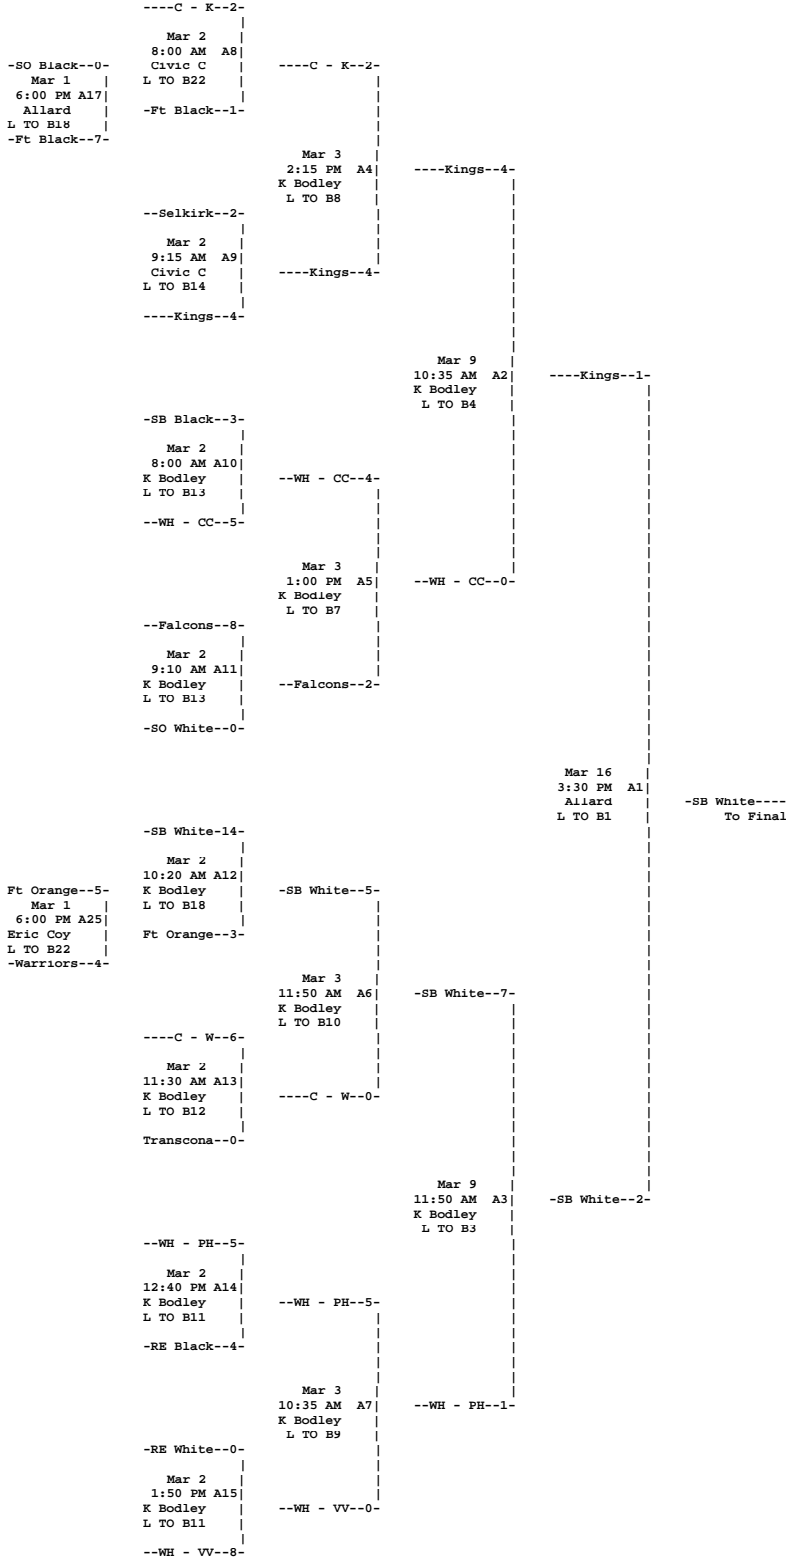 ----C - K--2-
Mar 2
8:00 AM A8|
-SO Black--0- Civic C ----C - K--2-
Mar 1 L TO B22
6:00 PM A17|
Allard -Ft Black--1-
L TO B18
-Ft Black--7-
Mar 3
2:15 PM A4| ----Kings--4-
K Bodley
L TO B8
--Selkirk--2-
Mar 2
9:15 AM A9|
Civic C ----Kings--4-
L TO B14
----Kings--4-
Mar 9
10:35 AM A2| ----Kings--1-
K Bodley
L TO B4
-SB Black--3-
Mar 2
8:00 AM A10|
K Bodley --WH - CC--4-
L TO B13
--WH - CC--5-
Mar 3
1:00 PM A5| --WH - CC--0-
K Bodley
L TO B7
--Falcons--8-
Mar 2
9:10 AM A11|
K Bodley --Falcons--2-
L TO B13
-SO White--0-
Mar 16
3:30 PM A1|
Allard -SB White----
L TO B1 To Final
-SB White-14-
Mar 2
10:20 AM A12|
Ft Orange--5- K Bodley -SB White--5-
Mar 1 L TO B18
6:00 PM A25|
Eric Coy Ft Orange--3-
L TO B22
-Warriors--4-
Mar 3
11:50 AM A6| -SB White--7-
K Bodley
L TO B10
----C - W--6-
Mar 2
11:30 AM A13|
K Bodley ----C - W--0-
L TO B12
Transcona--0-
Mar 9
11:50 AM A3| -SB White--2-
K Bodley
L TO B3
--WH - PH--5-
Mar 2
12:40 PM A14|
K Bodley --WH - PH--5-
L TO B11
-RE Black--4-
Mar 3
10:35 AM A7| --WH - PH--1-
K Bodley
L TO B9
-RE White--0-
Mar 2
1:50 PM A15|
K Bodley --WH - VV--0-
L TO B11
--WH - VV--8-